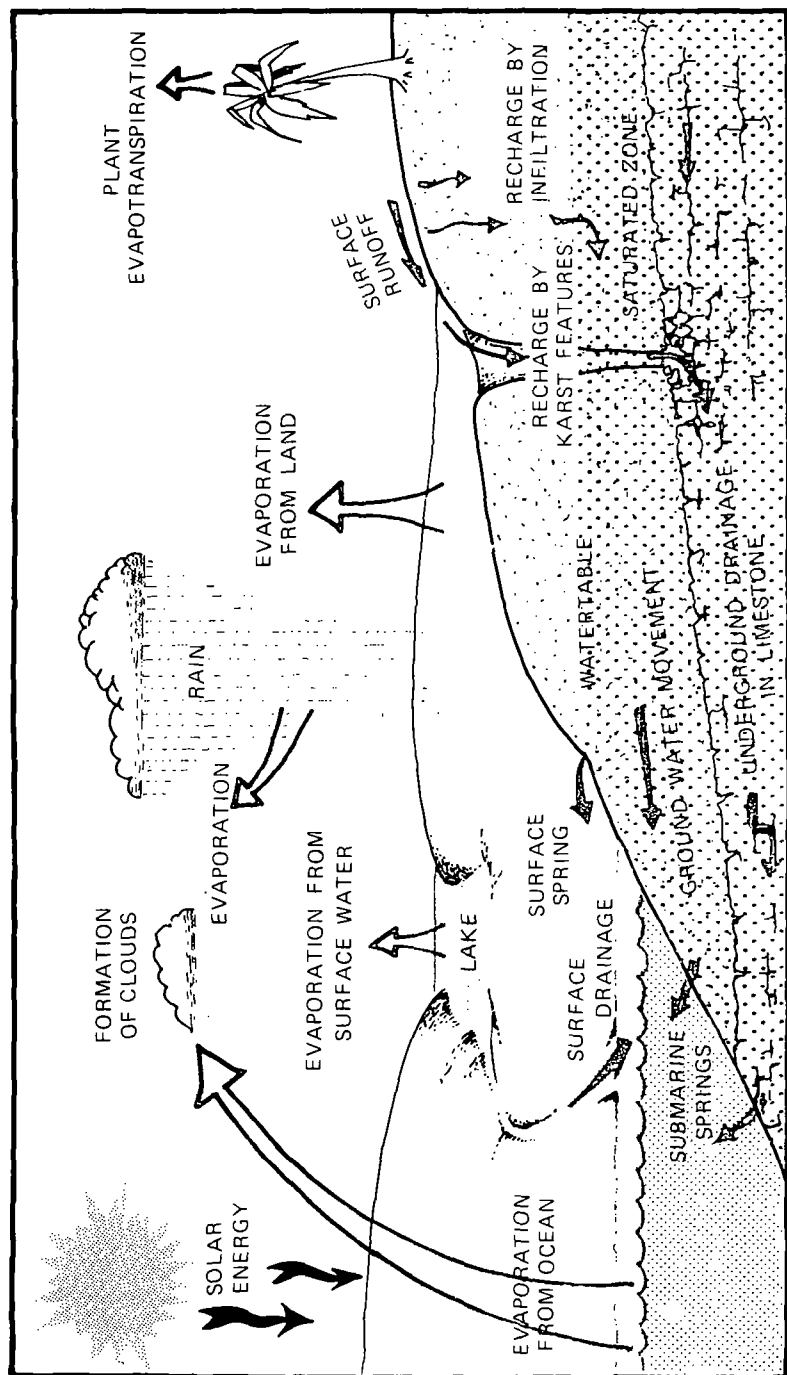 PLANT
EVAPOTRANSPIRATION
SURFACE
RUNOFF
RECHARGE BY
INFILTRATION
SATURATED ZONE
RECHARGE BY
KARST FEATURES
EVAPORATION
FROM LAND
RAIN
EVAPORATION
FORMATION
OF CLOUDS
EVAPORATION FROM
SURFACE WATER
LAKE
SURFACE
SPRING
SURFACE
DRAINAGE
WATERTABLE
GROUND WATER MOVEMENT
UNDERGROUND DRAINAGE
IN LIMESTONE
SUBMARINE
SPRINGS
SOLAR
ENERGY
EVAPORATION
FROM OCEAN